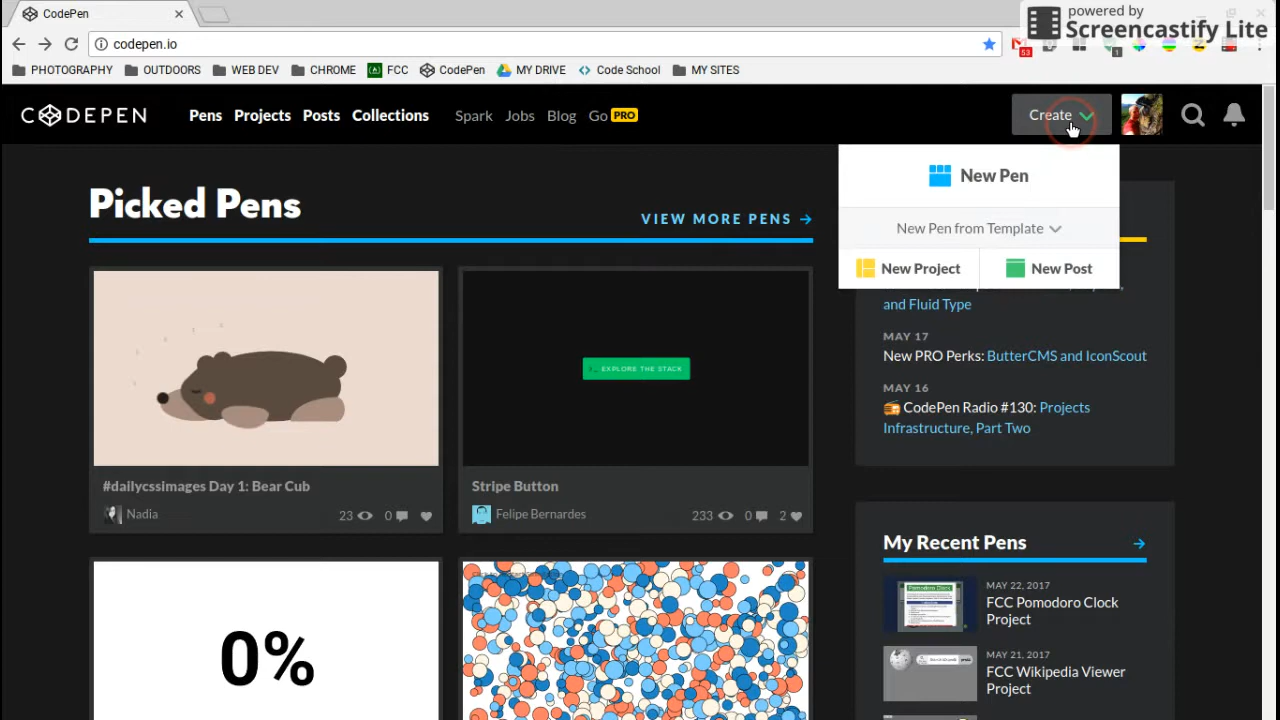 CodePen
powered by
Screencastify Lite
codepen.io
53
1
PHOTOGRAPHY OUTDOORS WEB DEV CHROME FCC CodePen MY DRIVE Code School MY SITES
CODEPEN
Pens Projects Posts Collections Spark Jobs Blog Go PRO
Create
New Pen
New Pen from Template
New Project
New Post
Picked Pens
VIEW MORE PENS →
EXPLORE THE STACK
#dailycssimages Day 1: Bear Cub
Nadia
23 0
Stripe Button
Felipe Bernardes
233 0 2
0%
and Fluid Type
MAY 17
New PRO Perks: ButterCMS and IconScout
MAY 16
📻 CodePen Radio #130: Projects
Infrastructure, Part Two
My Recent Pens →
MAY 22, 2017
FCC Pomodoro Clock
Project
MAY 21, 2017
FCC Wikipedia Viewer
Project